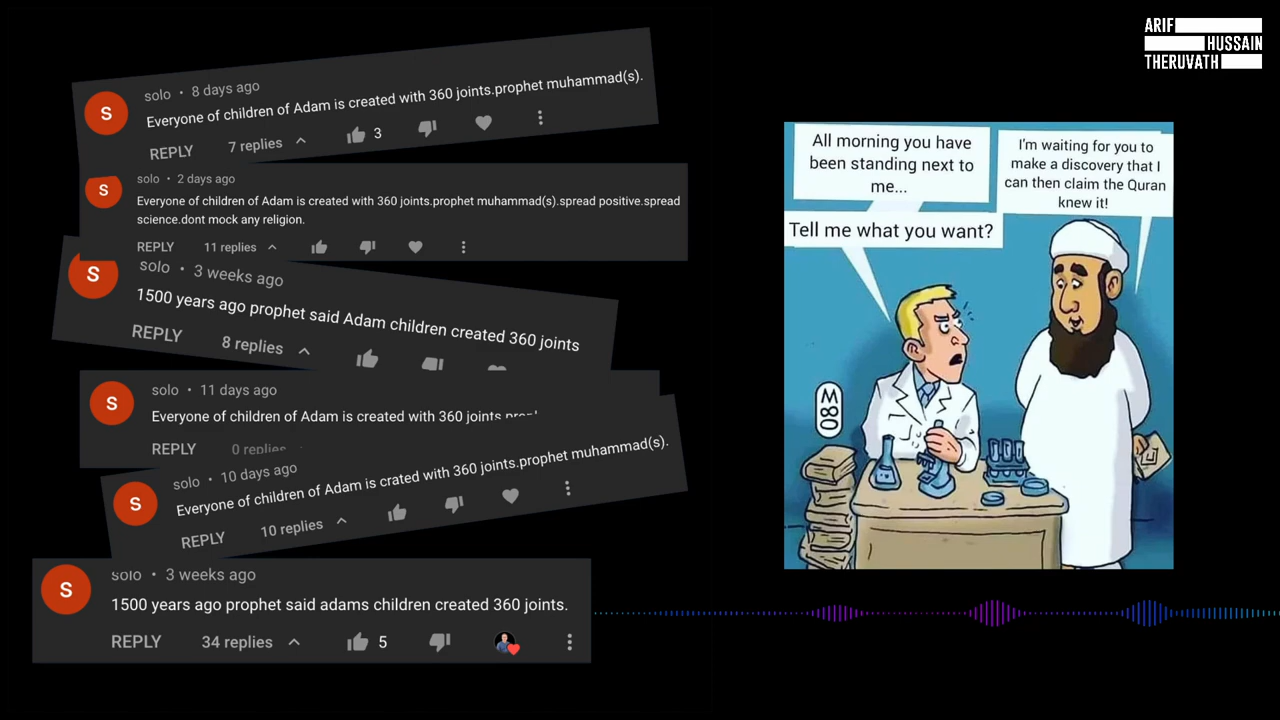 solo • 8 days ago
Everyone of children of Adam is created with 360 joints.prophet muhammad(s).
REPLY 7 replies 3
solo • 2 days ago
Everyone of children of Adam is created with 360 joints.prophet muhammad(s).spread positive.spread
science.dont mock any religion.
REPLY 11 replies
solo • 3 weeks ago
1500 years ago prophet said Adam children created 360 joints
REPLY 8 replies
solo • 11 days ago
Everyone of children of Adam is created with 360 joints
REPLY 0 replies
solo • 10 days ago
Everyone of children of Adam is crated with 360 joints.prophet muhammad(s).
REPLY 10 replies
solo • 3 weeks ago
1500 years ago prophet said adams children created 360 joints.
REPLY 34 replies 5
S
S
S
S
S
S
ARIF
HUSSAIN
THERUVATH
All morning you have
been standing next to
me...
Tell me what you want?
I'm waiting for you to
make a discovery that I
can then claim the Quran
knew it!